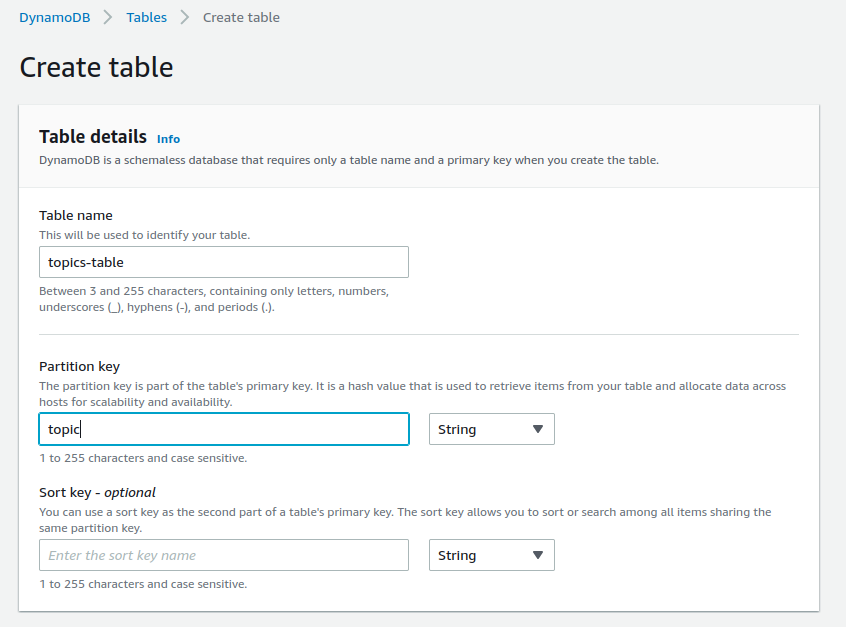 DynamoDB > Tables > Create table
Create table
Table details Info
DynamoDB is a schemaless database that requires only a table name and a primary key when you create the table.
Table name
This will be used to identify your table.
topics-table
Between 3 and 255 characters, containing only letters, numbers,
underscores (_), hyphens (-), and periods (.).
Partition key
The partition key is part of the table's primary key. It is a hash value that is used to retrieve items from your table and allocate data across
hosts for scalability and availability.
topic String
1 to 255 characters and case sensitive.
Sort key - optional
You can use a sort key as the second part of a table's primary key. The sort key allows you to sort or search among all items sharing the
same partition key.
Enter the sort key name String
1 to 255 characters and case sensitive.